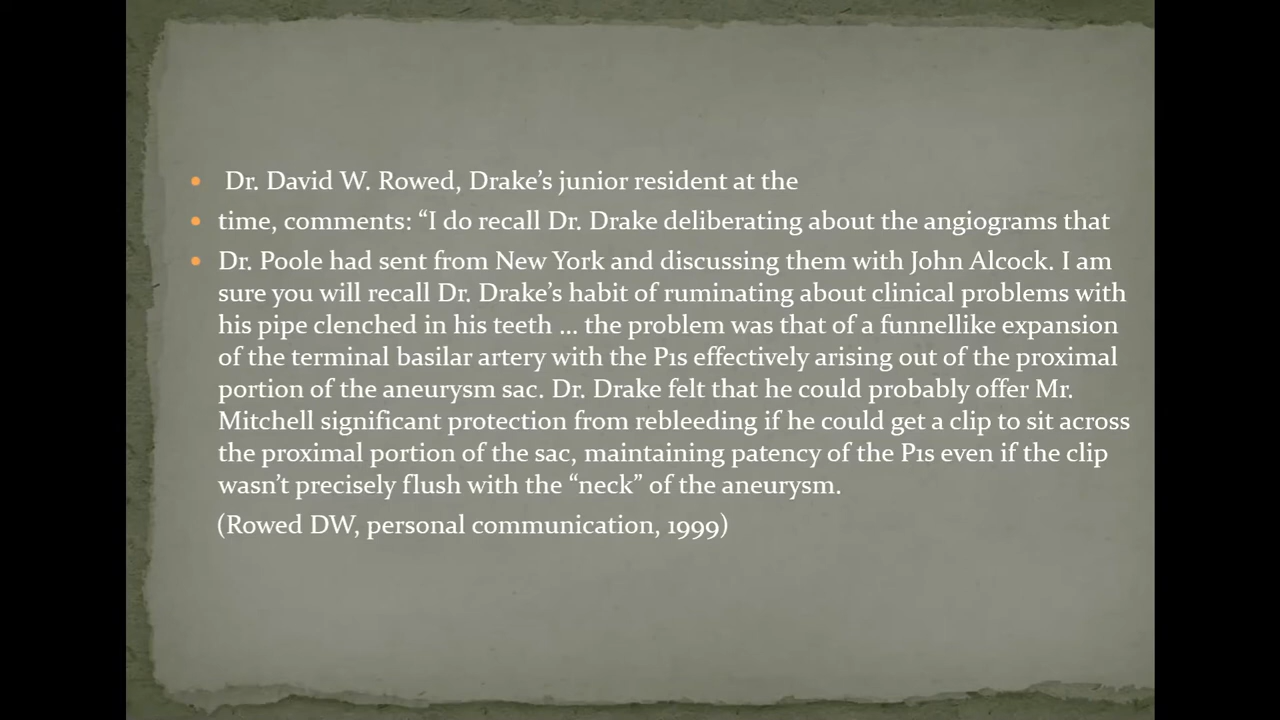 • Dr. David W. Rowed, Drake’s junior resident at the
• time, comments: “I do recall Dr. Drake deliberating about the angiograms that
• Dr. Poole had sent from New York and discussing them with John Alcock. I am
sure you will recall Dr. Drake’s habit of ruminating about clinical problems with
his pipe clenched in his teeth ... the problem was that of a funnellike expansion
of the terminal basilar artery with the P1s effectively arising out of the proximal
portion of the aneurysm sac. Dr. Drake felt that he could probably offer Mr.
Mitchell significant protection from rebleeding if he could get a clip to sit across
the proximal portion of the sac, maintaining patency of the P1s even if the clip
wasn’t precisely flush with the “neck” of the aneurysm.
(Rowed DW, personal communication, 1999)